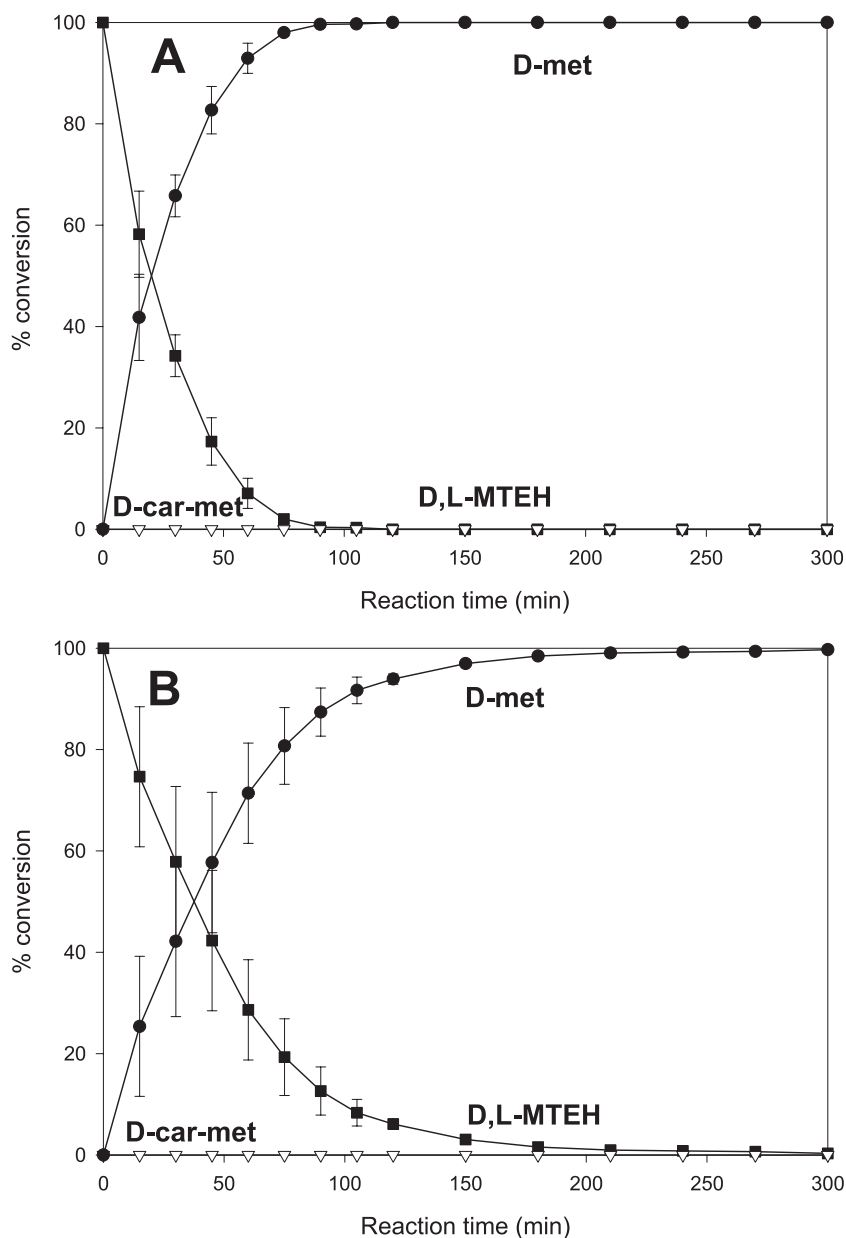 100
80
60
40
20
0
% conversion
A
D-met
D-car-met
D,L-MTEH
0 50 100 150 200 250 300
Reaction time (min)
100
80
60
40
20
0
% conversion
B
D-met
D-car-met
D,L-MTEH
0 50 100 150 200 250 300
Reaction time (min)